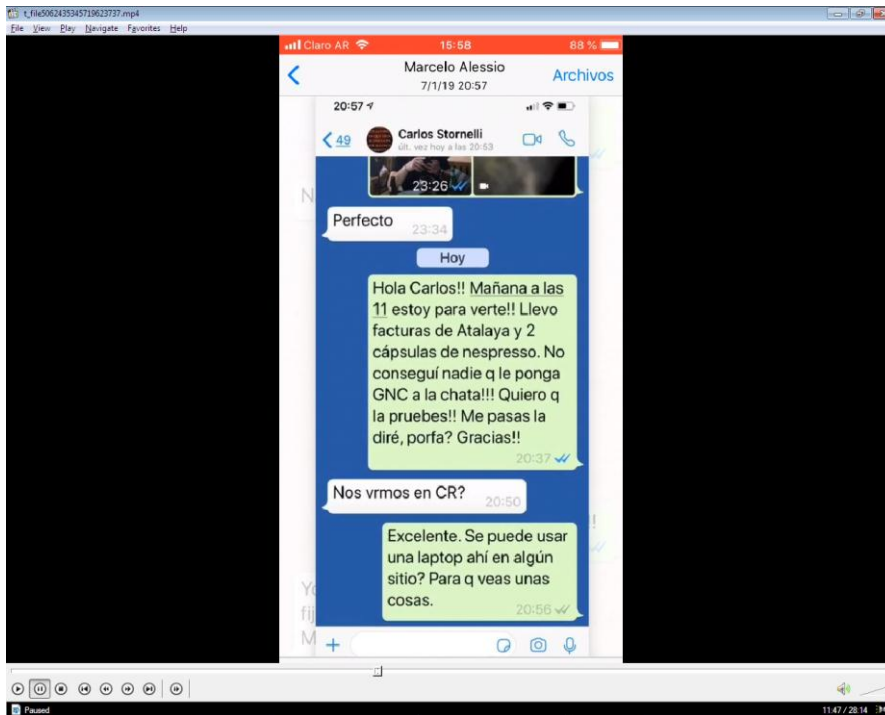 t_file5062435345719623737.mp4
File View Play Navigate Favorites Help
Claro AR 15:58 88 %
Marcelo Alessio
7/1/19 20:57
Archivos
20:57
49
Carlos Stornelli
últ. vez hoy a las 20:53
23:26
Perfecto
23:34
Hoy
Hola Carlos!! Mañana a las
11 estoy para verte!! Llevo
facturas de Atalaya y 2
cápsulas de nespresso. No
conseguí nadie q le ponga
GNC a la chata!!! Quiero q
la pruebes!! Me pasas la
diré, porfa? Gracias!!
20:37
Nos vrmos en CR?
20:50
Excelente. Se puede usar
una laptop ahí en algún
sitio? Para q veas unas
cosas.
20:56
Paused
11:47 / 28:14